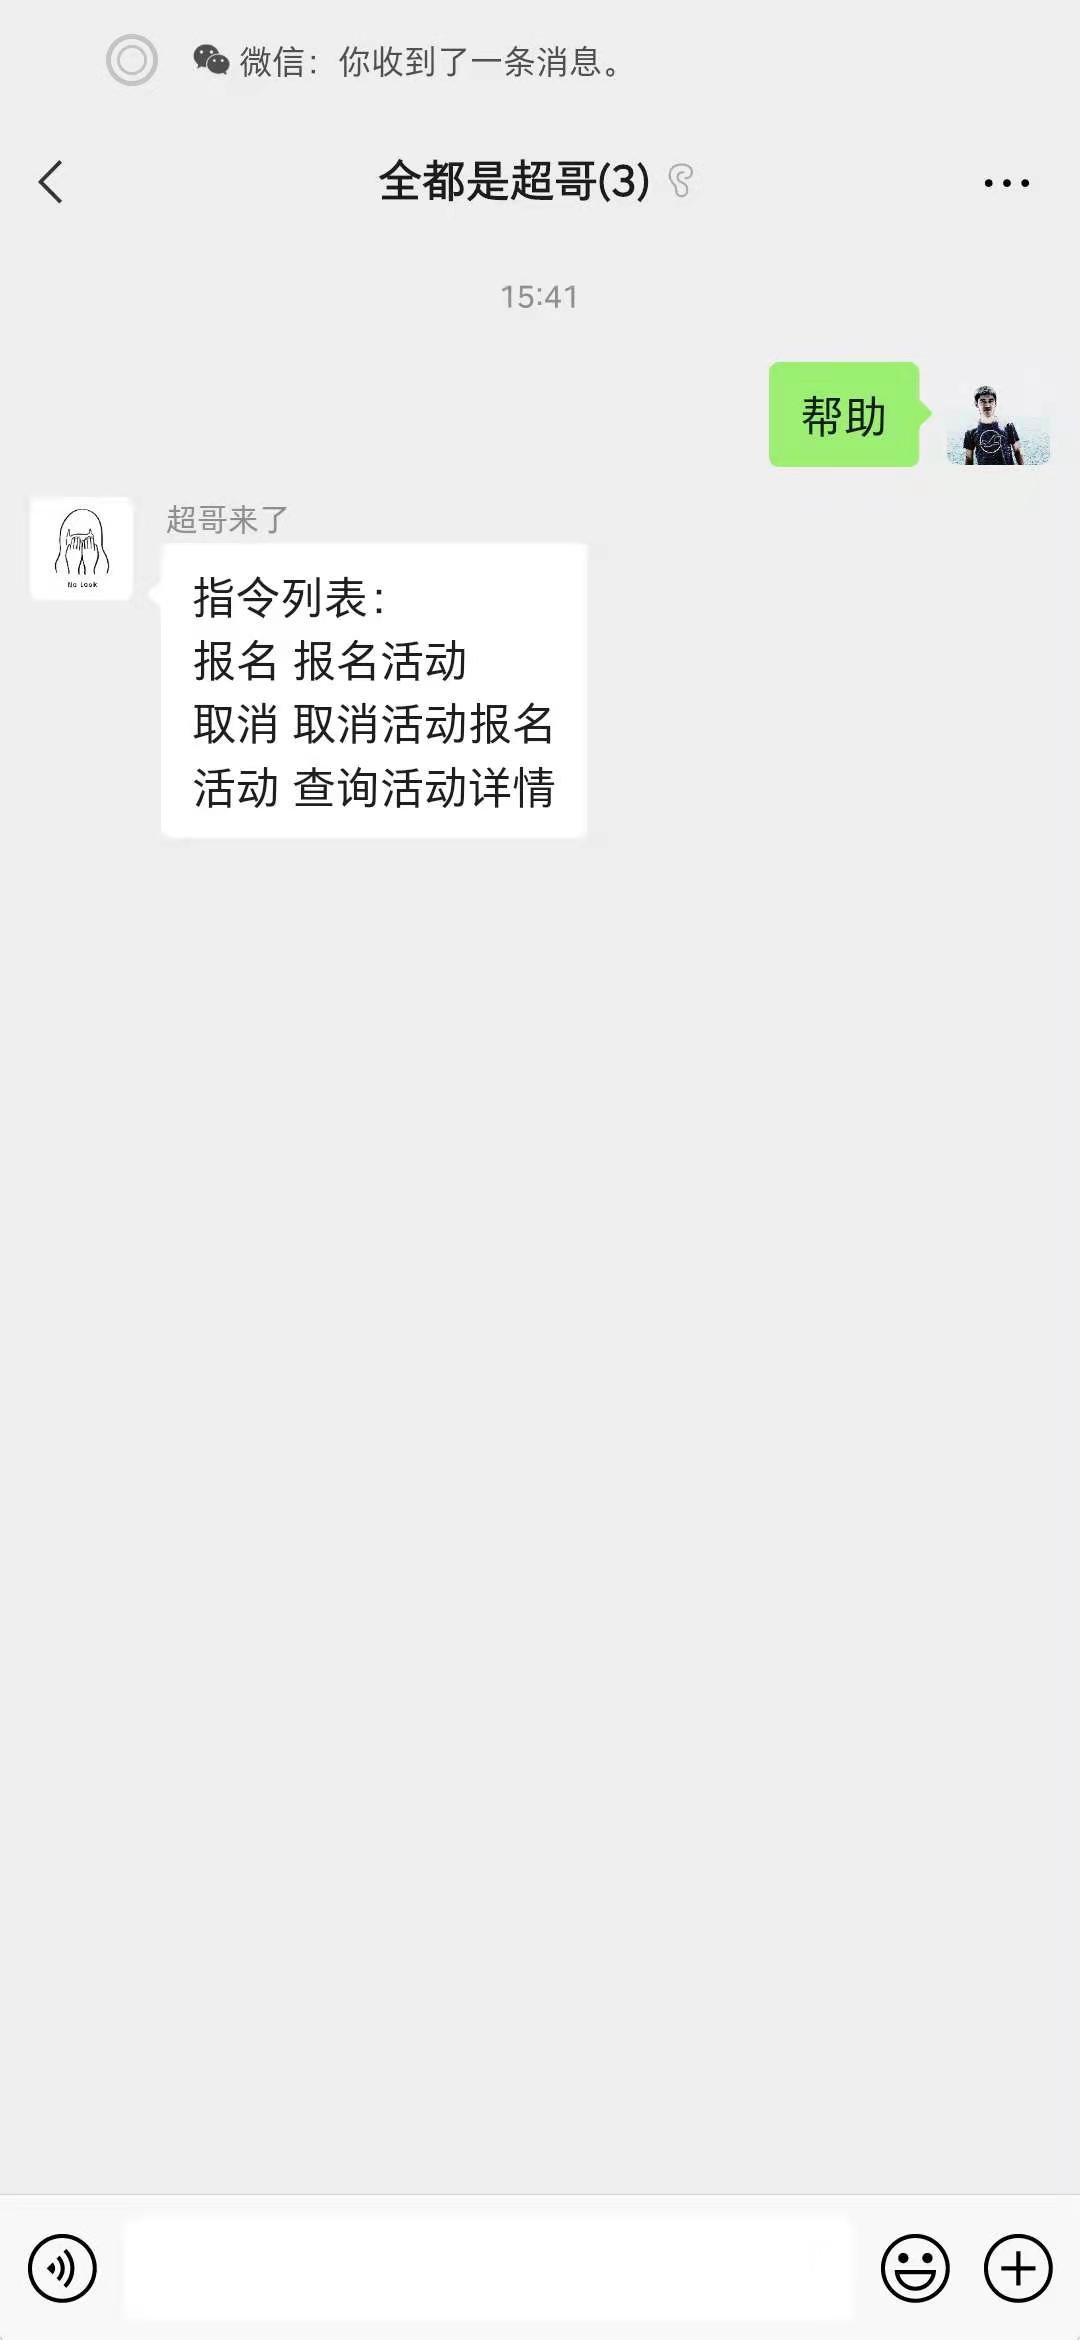 微信：你收到了一条消息。
全都是超哥(3)
15:41
帮助
超哥来了
No Look
指令列表：
报名 报名活动
取消 取消活动报名
活动 查询活动详情